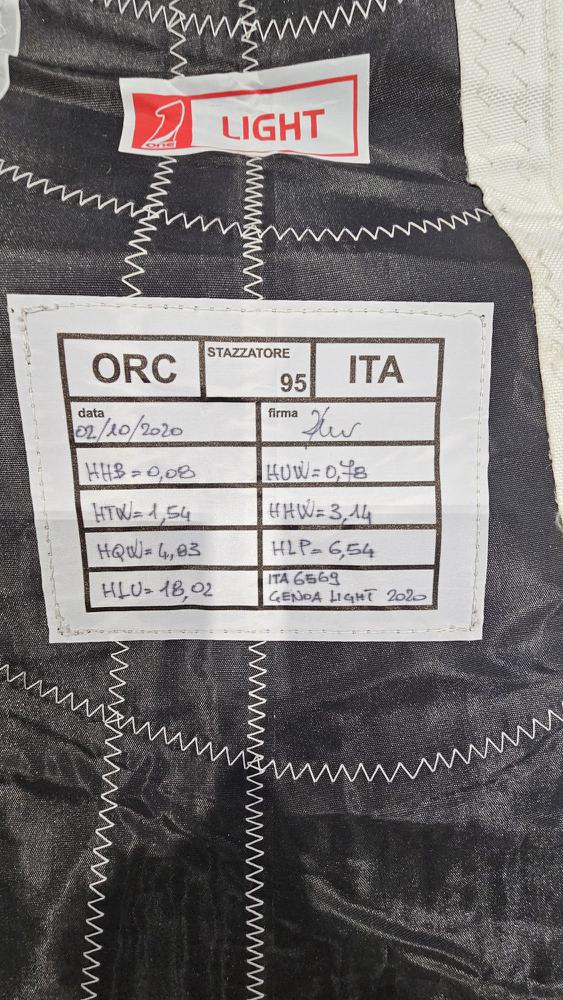 ONE
LIGHT
ORC
STAZZATORE
95
ITA
data
02/10/2020
firma
HHB=0,08
HUW=0,78
HTW=1,54
HHW=3,14
HQW=4,83
HLP=6,54
HLU=18,02
ITA 6569
GENOA LIGHT 2020